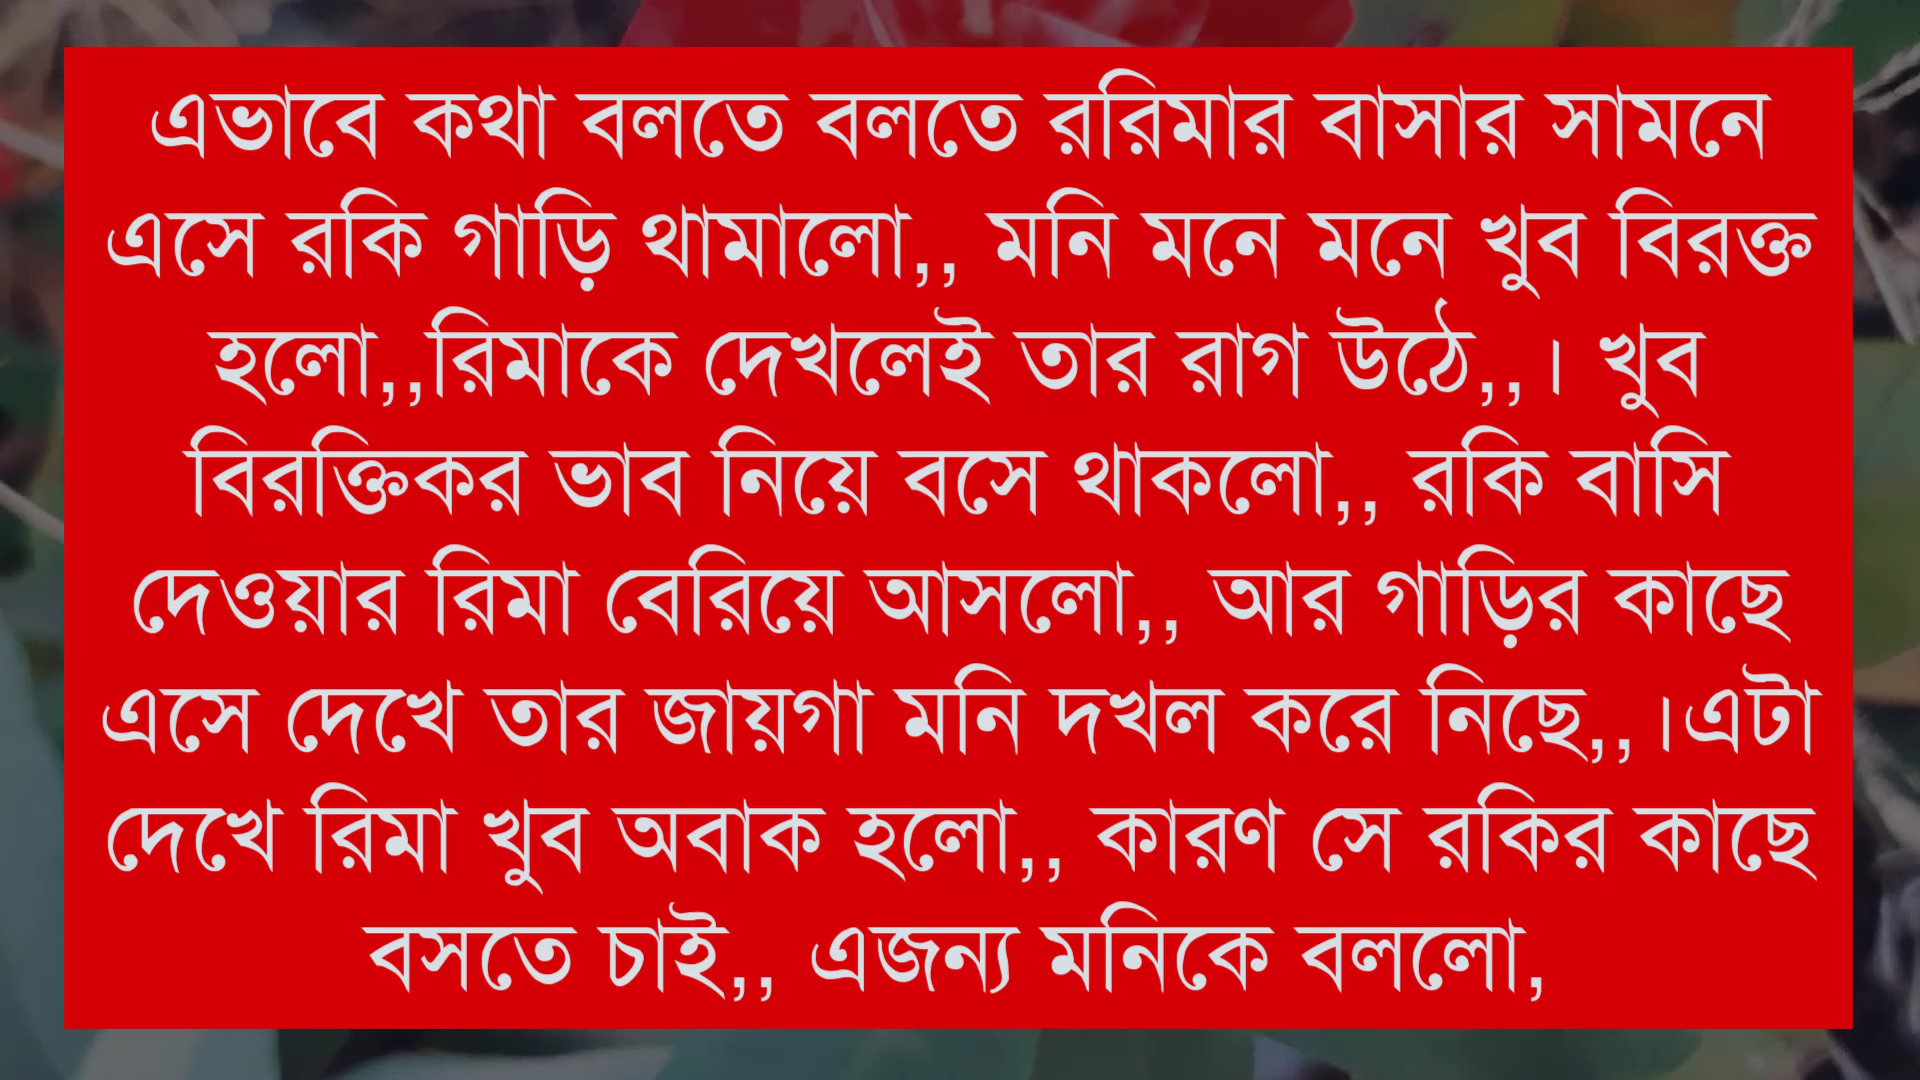 এভাবে কথা বলতে বলতে ররিমার বাসার সামনে
এসে রকি গাড়ি থামালো,, মনি মনে মনে খুব বিরক্ত
হলো,,রিমাকে দেখলেই তার রাগ উঠে,,। খুব
বিরক্তিকর ভাব নিয়ে বসে থাকলো,, রকি বাসি
দেওয়ার রিমা বেরিয়ে আসলো,, আর গাড়ির কাছে
এসে দেখে তার জায়গা মনি দখল করে নিছে,,।এটা
দেখে রিমা খুব অবাক হলো,, কারণ সে রকির কাছে
বসতে চাই,, এজন্য মনিকে বললো,